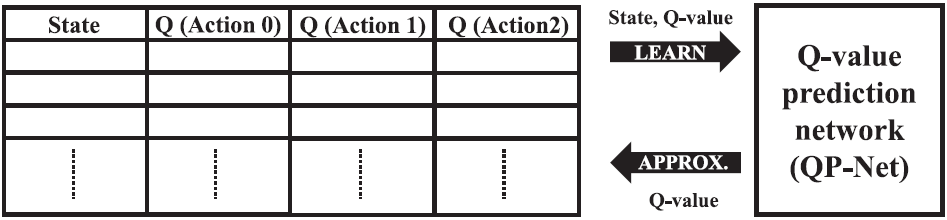 State Q (Action 0) Q (Action 1) Q (Action2)
State, Q-value
LEARN
APPROX.
Q-value
Q-value
prediction
network
(QP-Net)